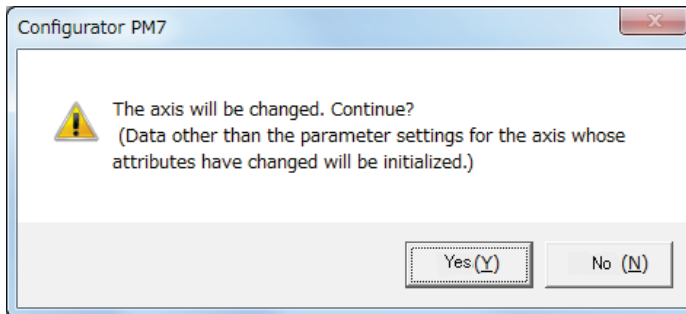 Configurator PM7
The axis will be changed. Continue?
(Data other than the parameter settings for the axis whose
attributes have changed will be initialized.)
Yes(Y) No (N)